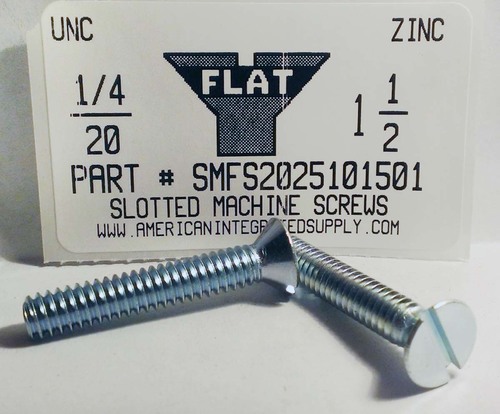 UNC ZINC
FLAT
1/4
20
1 1/2
PART # SMFS2025101501
SLOTTED MACHINE SCREWS
WWW.AMERICANINTEGRATEDSUPPLY.COM